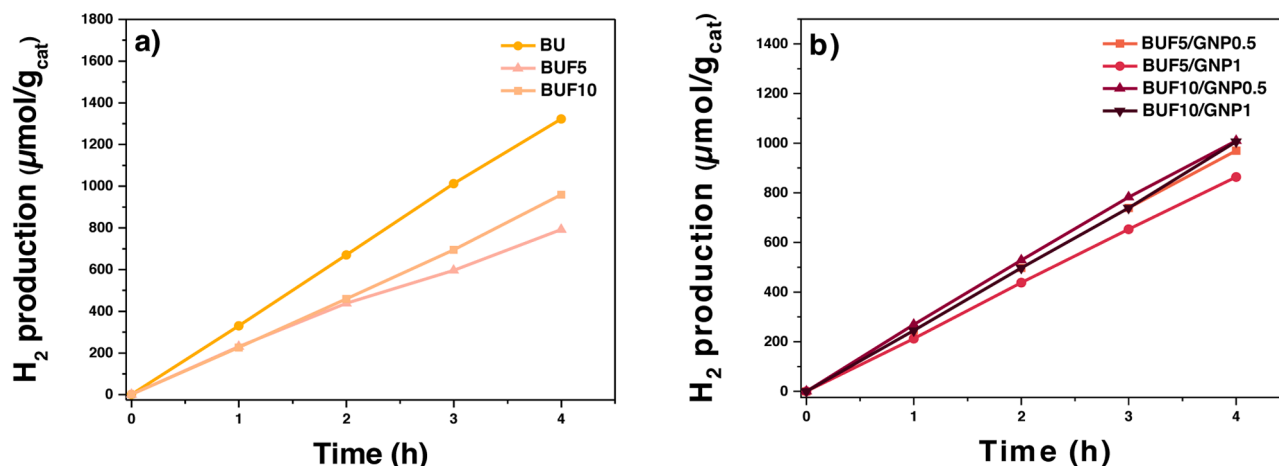 a)
BU
BUF5
BUF10
H2 production (μmol/gcat)
1800
1600
1400
1200
1000
800
600
400
200
0
0 1 2 3 4
Time (h)
b)
BUF5/GNP0.5
BUF5/GNP1
BUF10/GNP0.5
BUF10/GNP1
H2 production (μmol/gcat)
1400
1200
1000
800
600
400
200
0
0 1 2 3 4
Time (h)